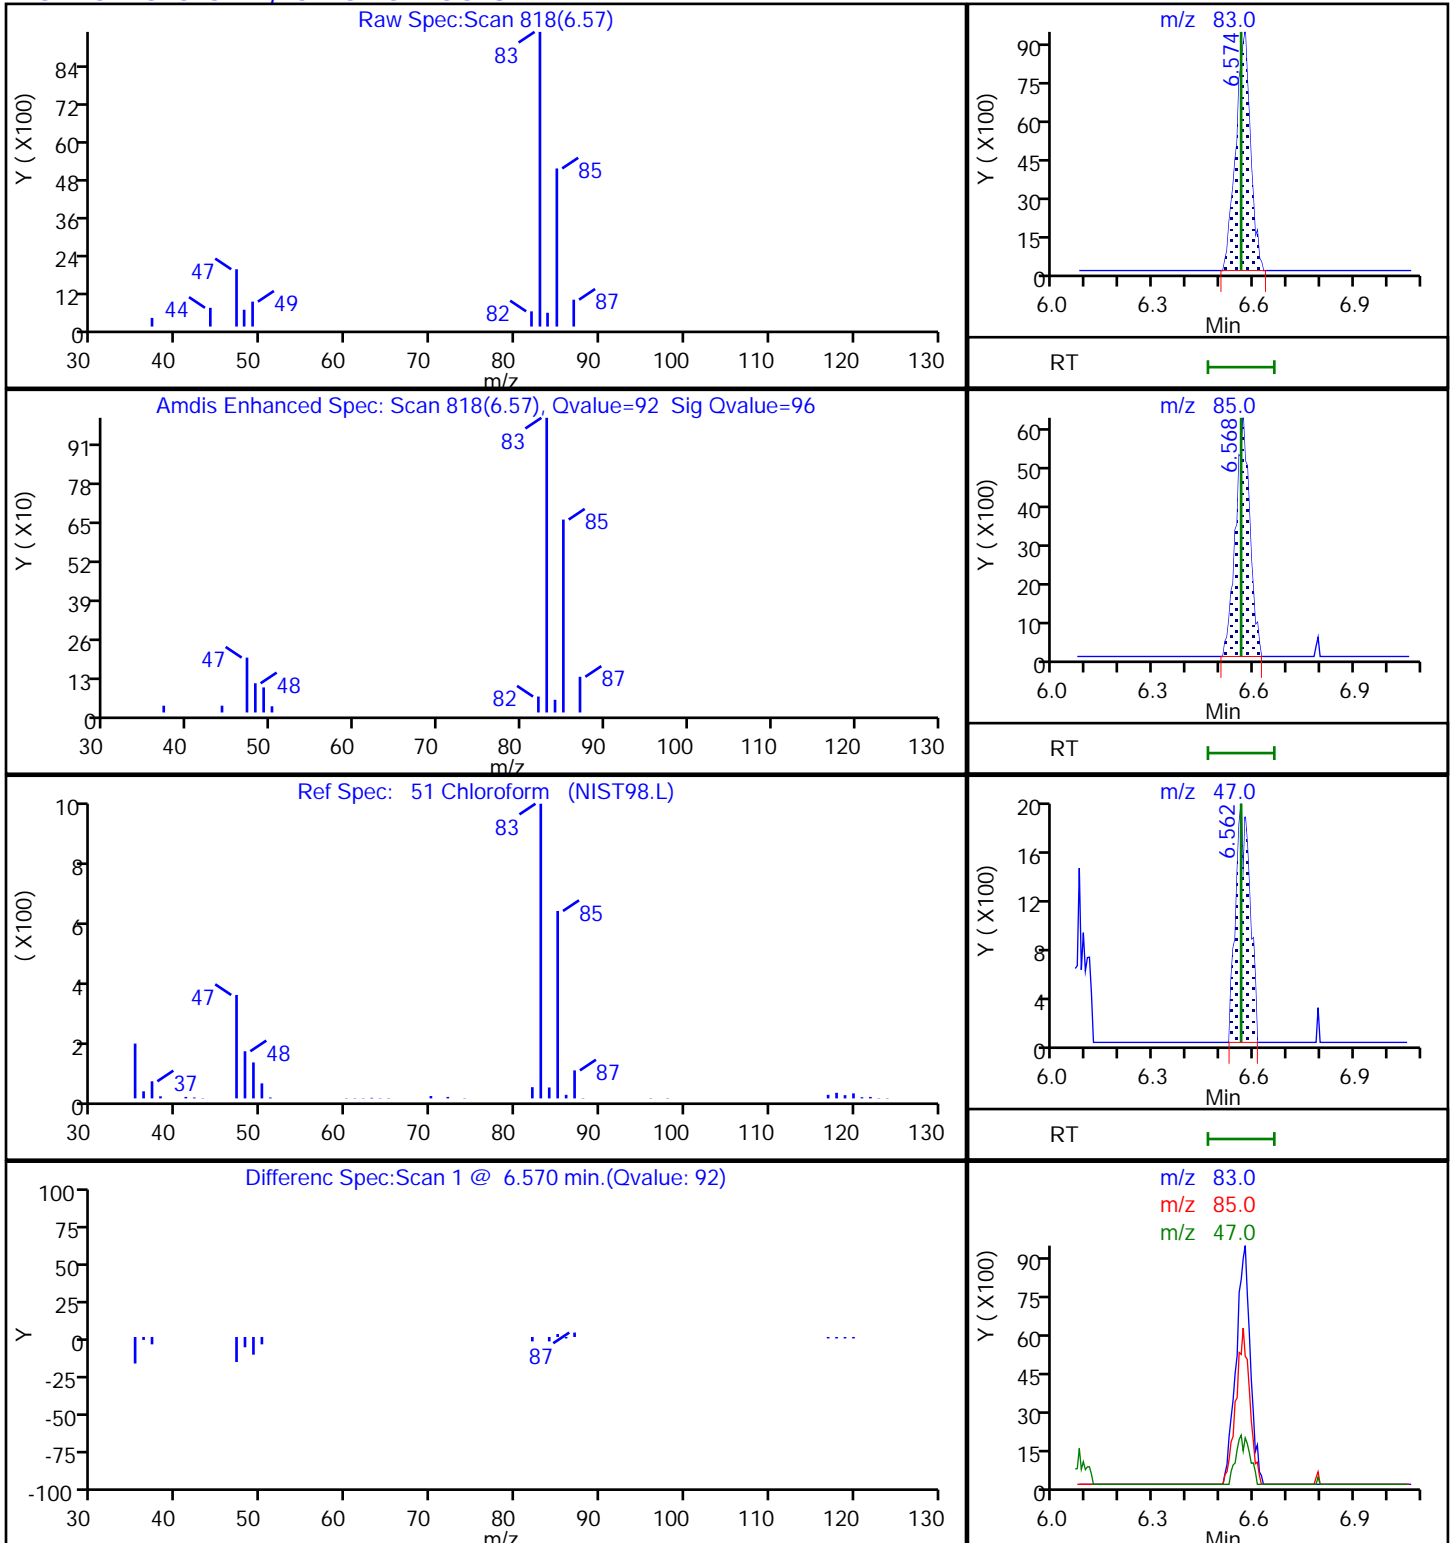 Raw Spec:Scan 818(6.57)
Y ( X100)
84
72
60
48
36
24
12
0
83
85
47
44
49
82
87
30 40 50 60 70 80 90 100 110 120 130
m/z
m/z 83.0
Y ( X100)
90
75
60
45
30
15
0
6.574
6.0 6.3 6.6 6.9
Min
RT
Amdis Enhanced Spec: Scan 818(6.57), Qvalue=92 Sig Qvalue=96
Y ( X10)
91
78
65
52
39
26
13
0
83
85
47
48
82
87
30 40 50 60 70 80 90 100 110 120 130
m/z
m/z 85.0
Y ( X100)
60
50
40
30
20
10
0
6.568
6.0 6.3 6.6 6.9
Min
RT
Ref Spec: 51 Chloroform (NIST98.L)
( X100)
10
8
6
4
2
0
83
85
47
48
37
87
30 40 50 60 70 80 90 100 110 120 130
m/z 47.0
Y ( X100)
20
16
12
8
4
0
6.562
6.0 6.3 6.6 6.9
Min
RT
Differenc Spec:Scan 1 @ 6.570 min.(Qvalue: 92)
Y
100
75
50
25
0
-25
-50
-75
-100
87
30 40 50 60 70 80 90 100 110 120 130
m/z
m/z 83.0
m/z 85.0
m/z 47.0
Y ( X100)
90
75
60
45
30
15
0
6.0 6.3 6.6 6.9
Min